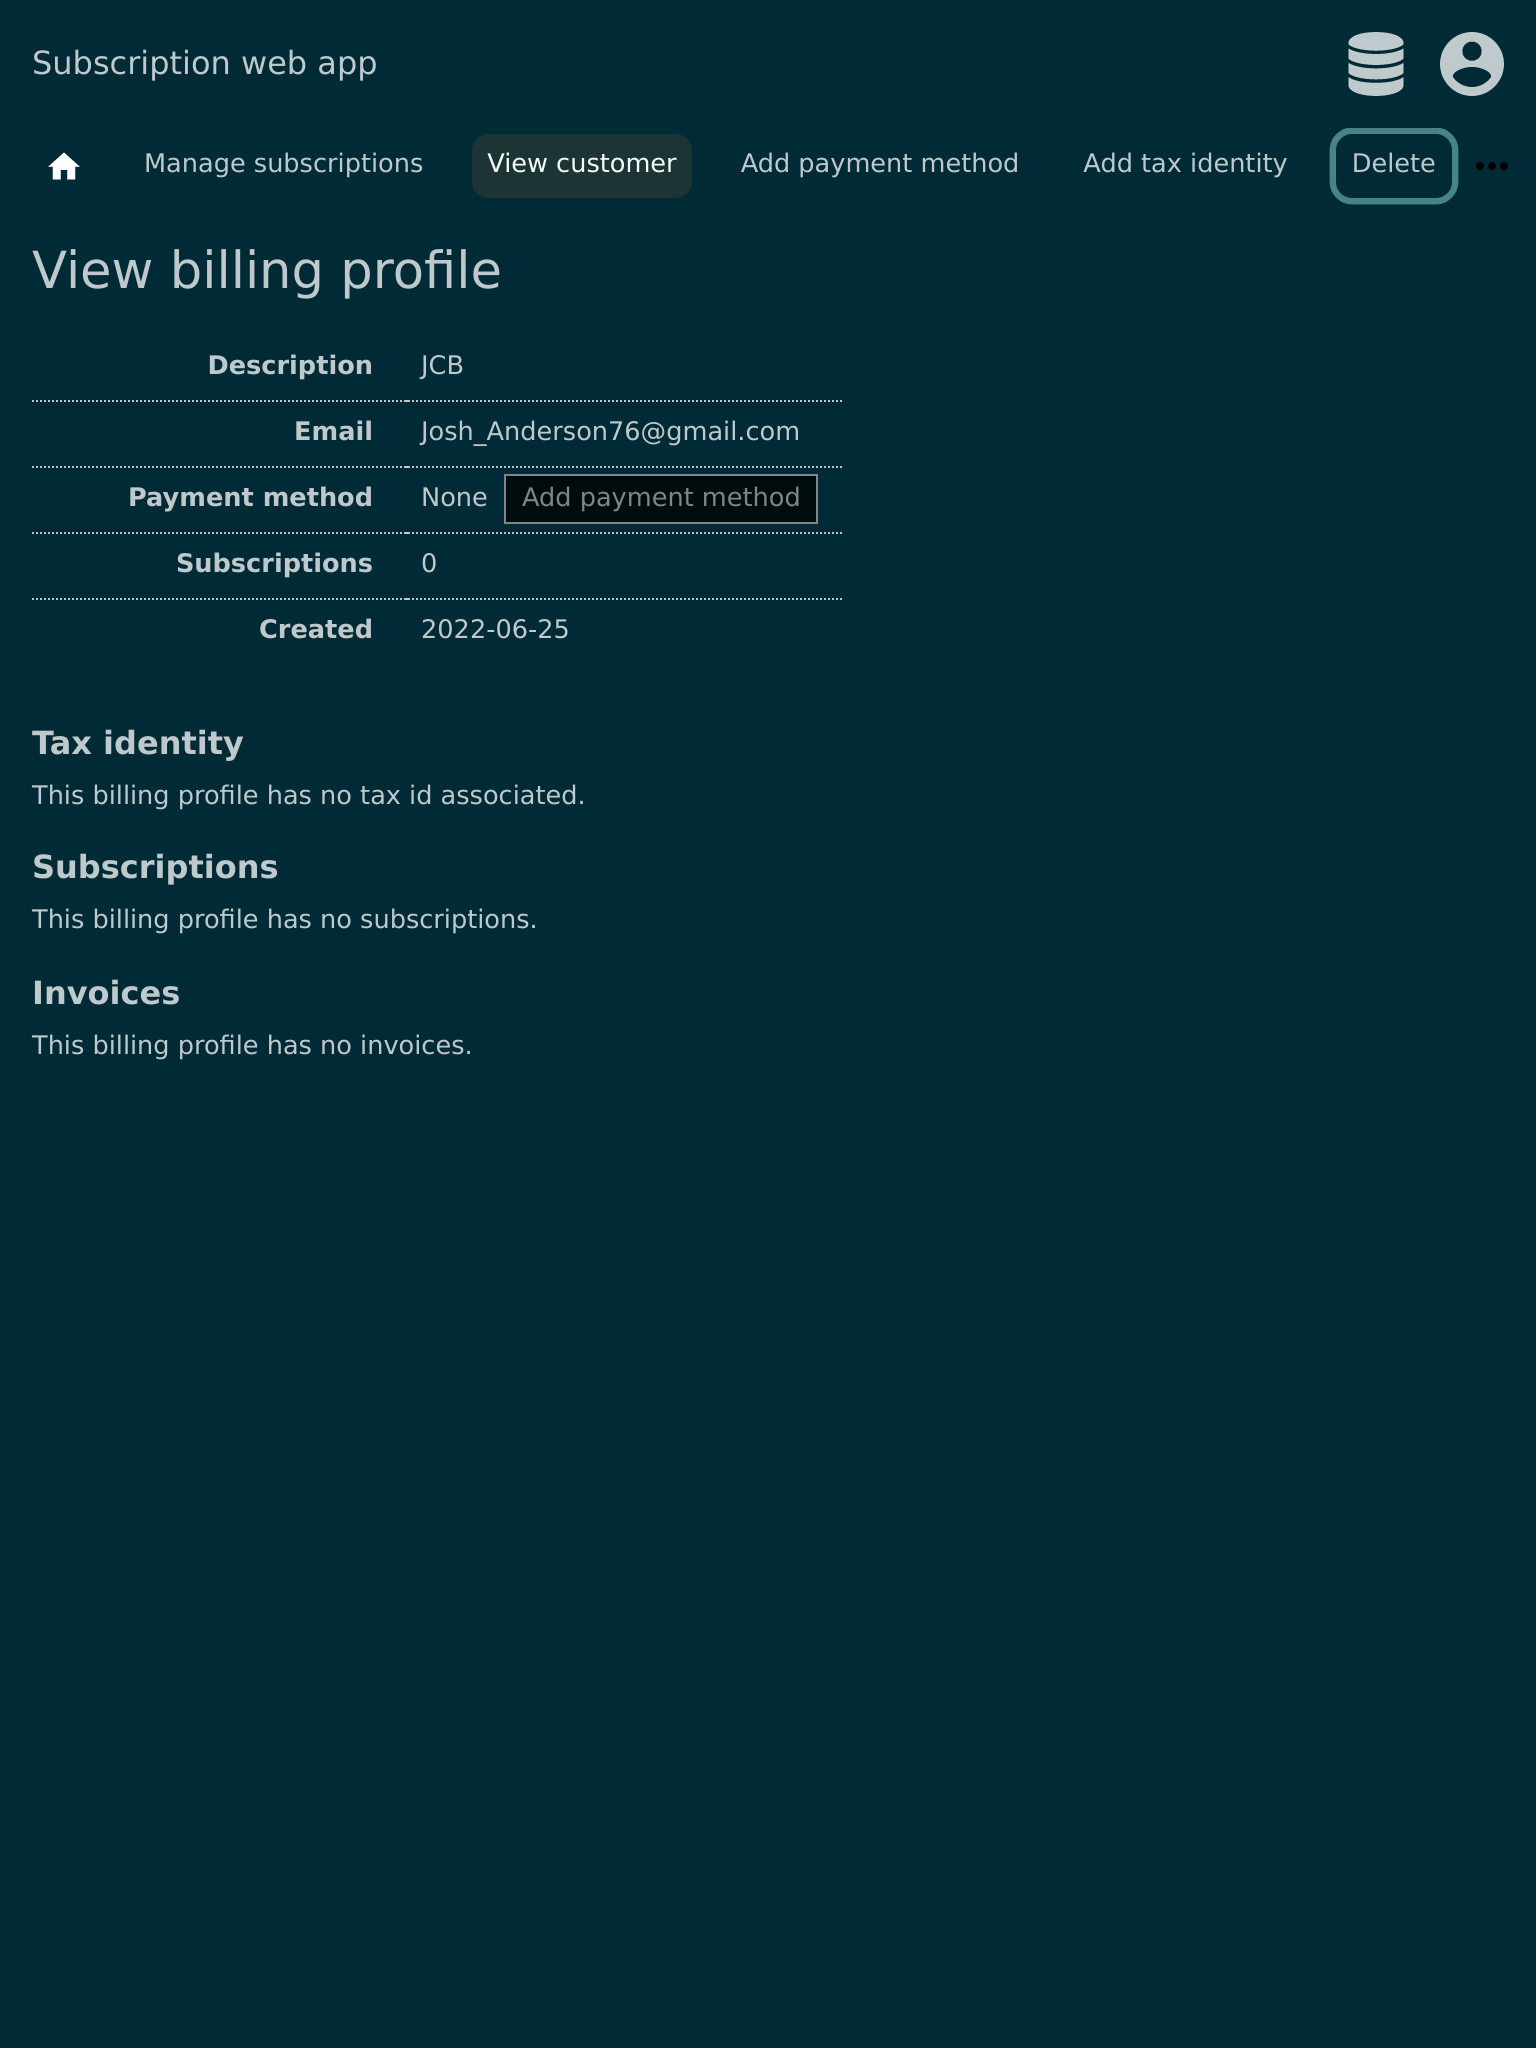 Subscription web app
Manage subscriptions View customer Add payment method Add tax identity Delete
View billing profile
Description JCB
Email Josh_Anderson76@gmail.com
Payment method None Add payment method
Subscriptions 0
Created 2022-06-25
Tax identity
This billing profile has no tax id associated.
Subscriptions
This billing profile has no subscriptions.
Invoices
This billing profile has no invoices.